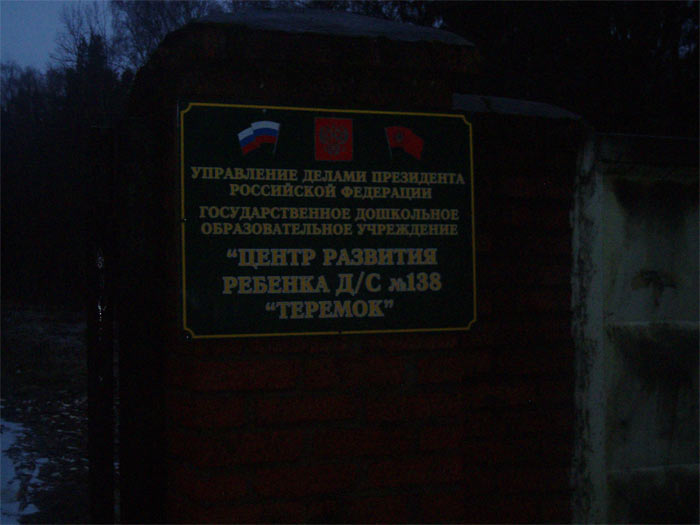 УПРАВЛЕНИЕ ДЕЛАМИ ПРЕЗИДЕНТА
РОССИЙСКОЙ ФЕДЕРАЦИИ
ГОСУДАРСТВЕННОЕ ДОШКОЛЬНОЕ
ОБРАЗОВАТЕЛЬНОЕ УЧРЕЖДЕНИЕ
“ЦЕНТР РАЗВИТИЯ
РЕБЕНКА Д/С №138
“ТЕРЕМОК”